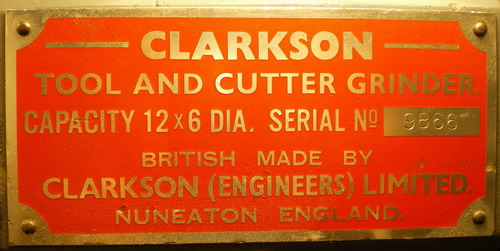 CLARKSON
TOOL AND CUTTER GRINDER.
CAPACITY 12 x 6 DIA. SERIAL Nº 9866
BRITISH MADE BY
CLARKSON (ENGINEERS) LIMITED.
NUNEATON ENGLAND.